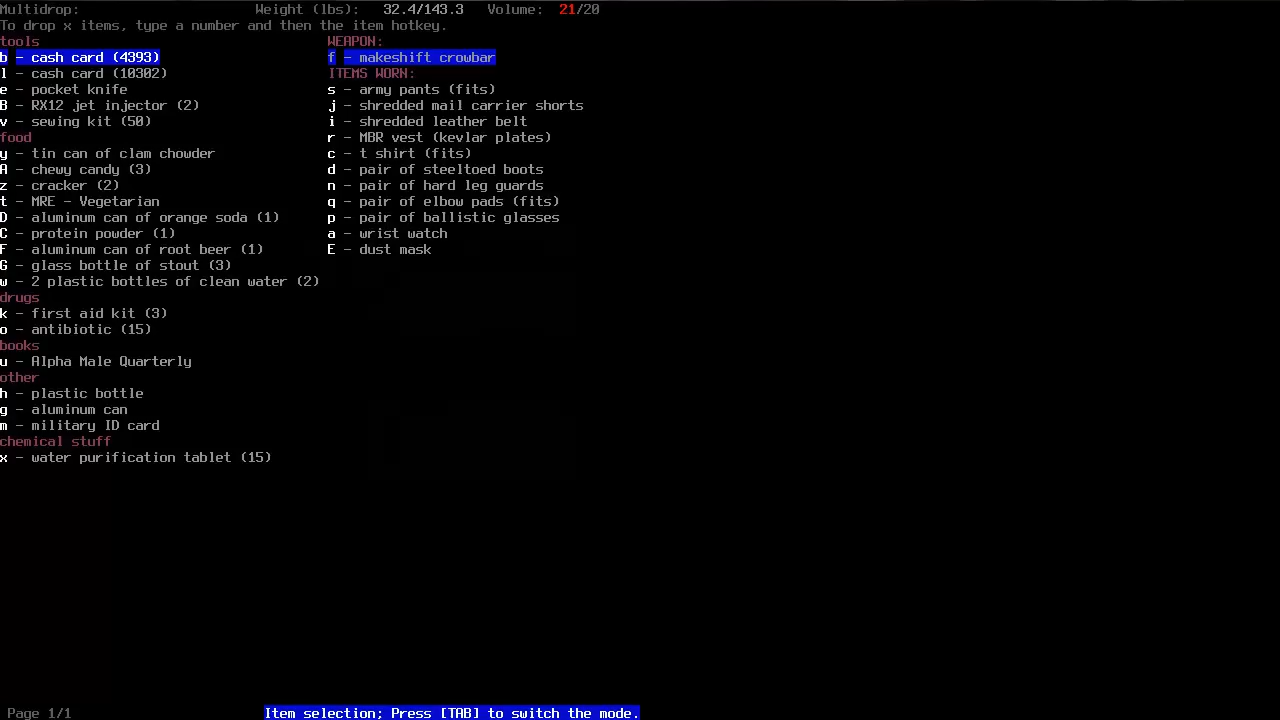 Multidrop: Weight (lbs): 32.4/143.3 Volume: 21/20
To drop x items, type a number and then the item hotkey.
tools
b - cash card (4393)
l - cash card (10302)
e - pocket knife
B - RX12 jet injector (2)
v - sewing kit (50)
food
y - tin can of clam chowder
A - chewy candy (3)
z - cracker (2)
t - MRE - Vegetarian
D - aluminum can of orange soda (1)
C - protein powder (1)
F - aluminum can of root beer (1)
G - glass bottle of stout (3)
w - 2 plastic bottles of clean water (2)
drugs
k - first aid kit (3)
o - antibiotic (15)
books
u - Alpha Male Quarterly
other
h - plastic bottle
g - aluminum can
m - military ID card
chemical stuff
x - water purification tablet (15)
WEAPON:
f - makeshift crowbar
ITEMS WORN:
s - army pants (fits)
j - shredded mail carrier shorts
i - shredded leather belt
r - MBR vest (kevlar plates)
c - t shirt (fits)
d - pair of steeltoed boots
n - pair of hard leg guards
q - pair of elbow pads (fits)
p - pair of ballistic glasses
a - wrist watch
E - dust mask
Page 1/1 Item selection; Press [TAB] to switch the mode.